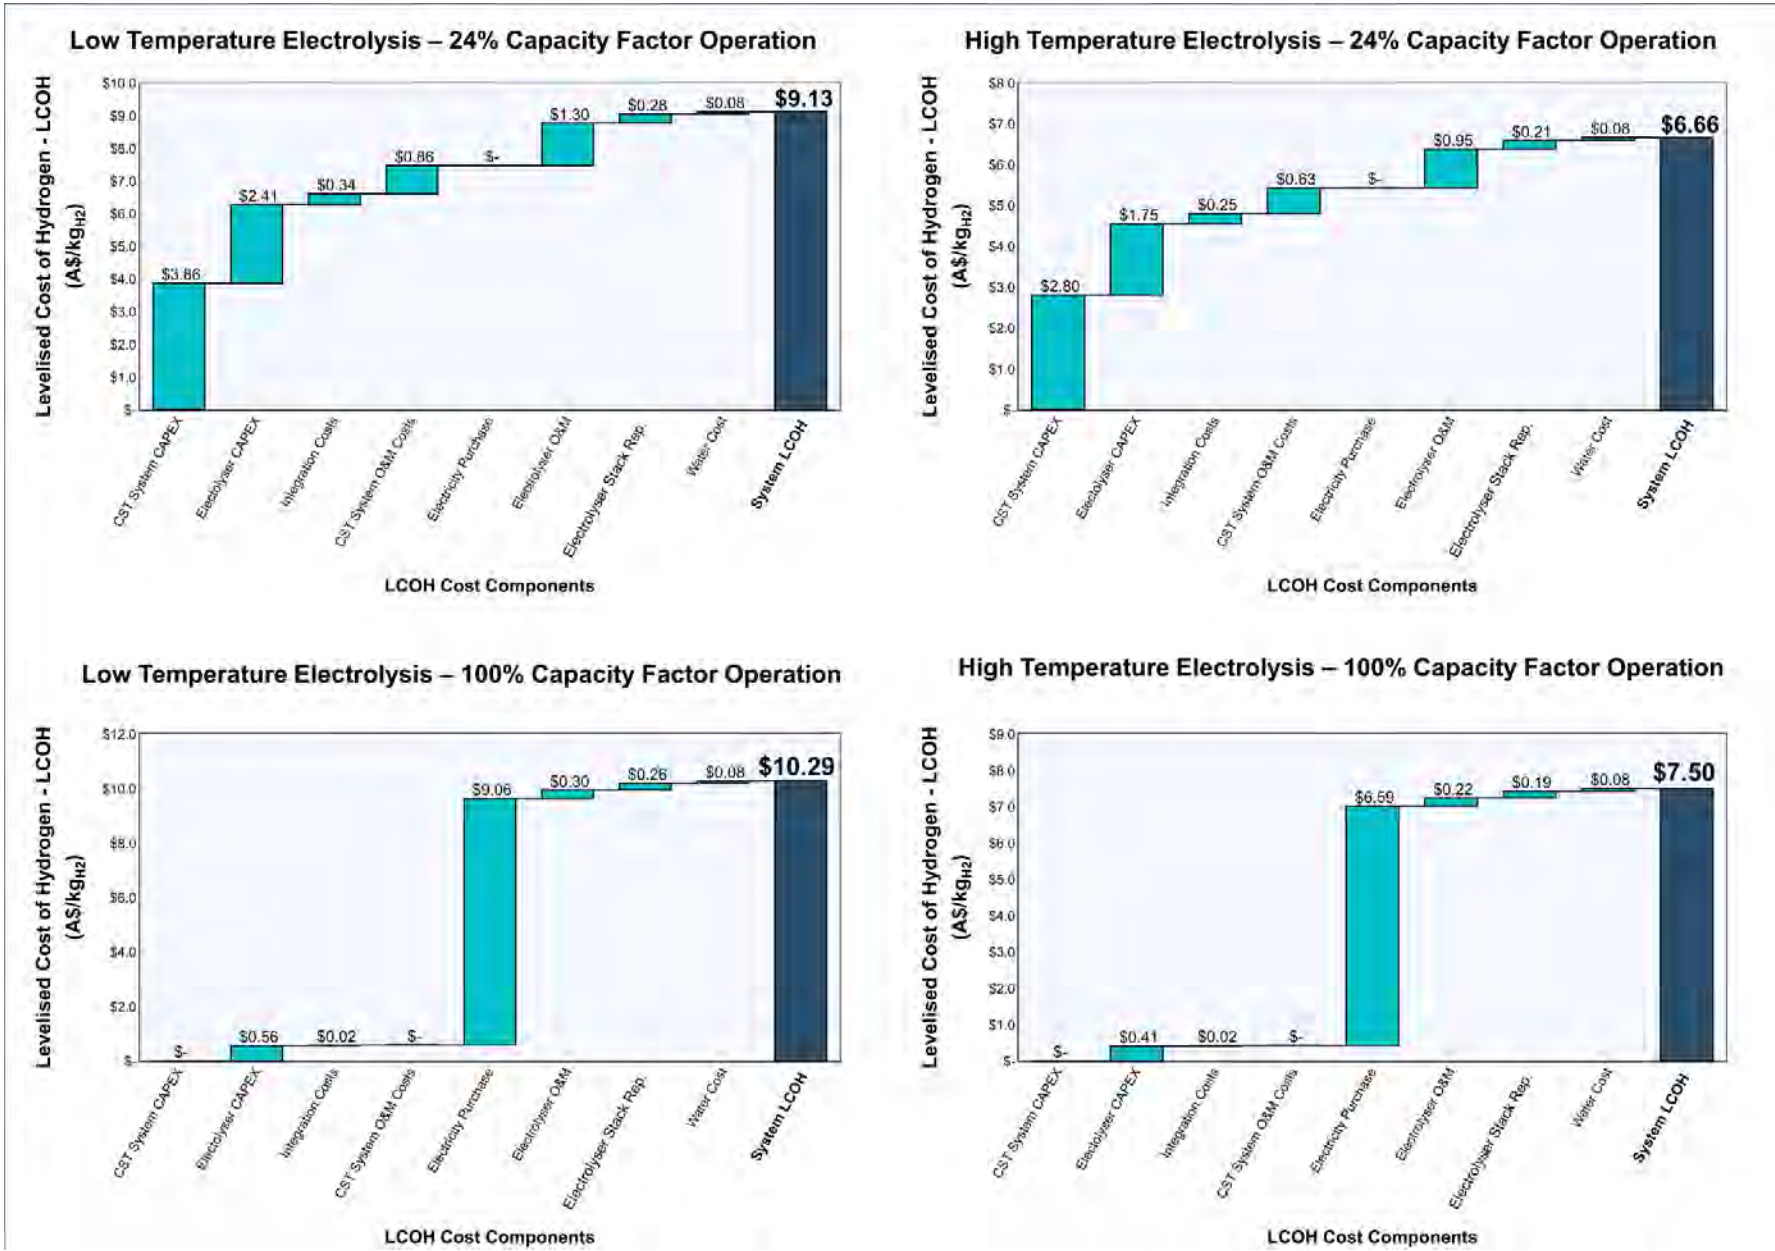 Low Temperature Electrolysis – 24% Capacity Factor Operation
Levelised Cost of Hydrogen - LCOH
(A$/kgH2)
$10.0
$9.0
$8.0
$7.0
$6.0
$5.0
$4.0
$3.0
$2.0
$1.0
$-
$3.86
$2.41
$0.34
$0.86
$-
$1.30
$0.28
$0.08
$9.13
CST System CAPEX
Electolyser CAPEX
Integration Costs
CST System O&M Costs
Electricity Purchase
Electrolyser O&M
Electrolyser Stack Rep.
Water Cost
System LCOH
LCOH Cost Components
High Temperature Electrolysis – 24% Capacity Factor Operation
Levelised Cost of Hydrogen - LCOH
(A$/kgH2)
$8.0
$7.0
$6.0
$5.0
$4.0
$3.0
$2.0
$1.0
$-
$2.80
$1.75
$0.25
$0.63
$-
$0.95
$0.21
$0.08
$6.66
CST System CAPEX
Electolyser CAPEX
Integration Costs
CST System O&M Costs
Electricity Purchase
Electrolyser O&M
Electrolyser Stack Rep.
Water Cost
System LCOH
LCOH Cost Components
Low Temperature Electrolysis – 100% Capacity Factor Operation
Levelised Cost of Hydrogen - LCOH
(A$/kgH2)
$12.0
$10.0
$8.0
$6.0
$4.0
$2.0
$-
$-
$0.56
$0.02
$-
$9.06
$0.30
$0.26
$0.08
$10.29
CST System CAPEX
Electolyser CAPEX
Integration Costs
CST System O&M Costs
Electricity Purchase
Electrolyser O&M
Electrolyser Stack Rep.
Water Cost
System LCOH
LCOH Cost Components
High Temperature Electrolysis – 100% Capacity Factor Operation
Levelised Cost of Hydrogen - LCOH
(A$/kgH2)
$9.0
$8.0
$7.0
$6.0
$5.0
$4.0
$3.0
$2.0
$1.0
$-
$-
$0.41
$0.02
$-
$6.59
$0.22
$0.19
$0.08
$7.50
CST System CAPEX
Electolyser CAPEX
Integration Costs
CST System O&M Costs
Electricity Purchase
Electrolyser O&M
Electrolyser Stack Rep.
Water Cost
System LCOH
LCOH Cost Components